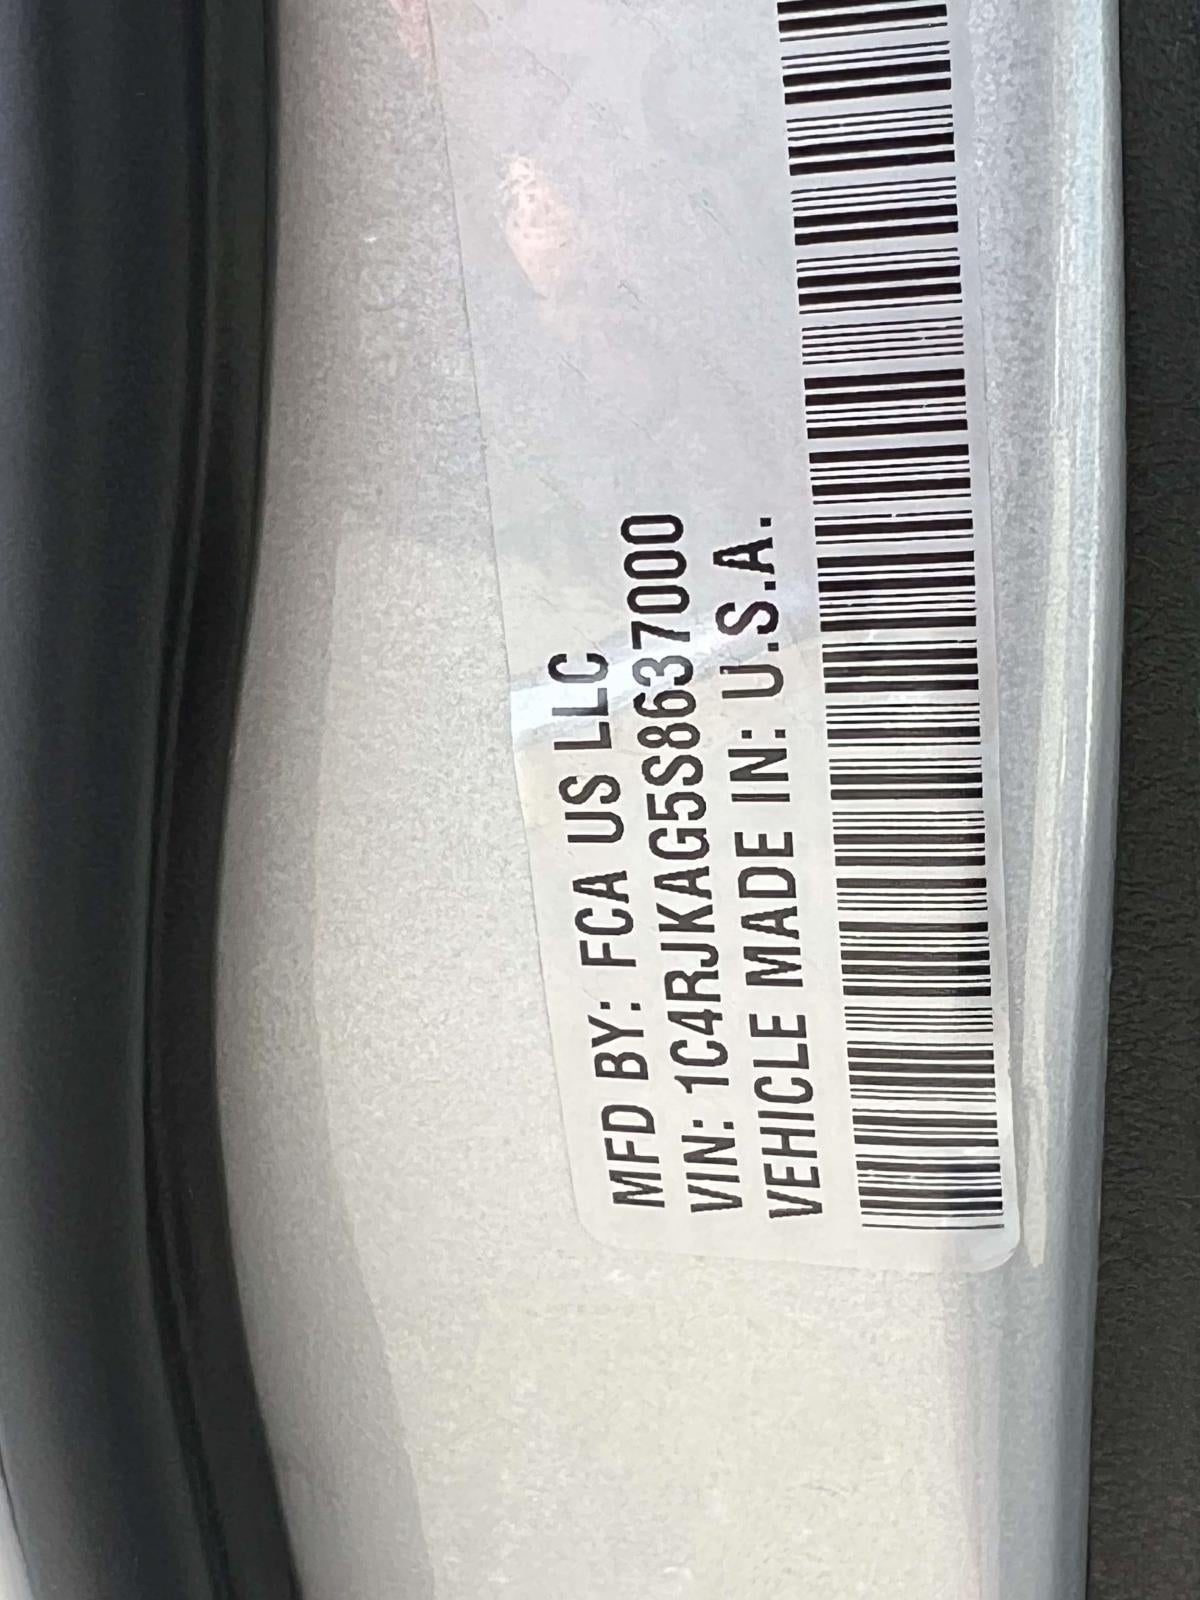 MFD BY: FCA US LLC
VIN: 1C4RJKAG5S8637000
VEHICLE MADE IN: U.S.A.